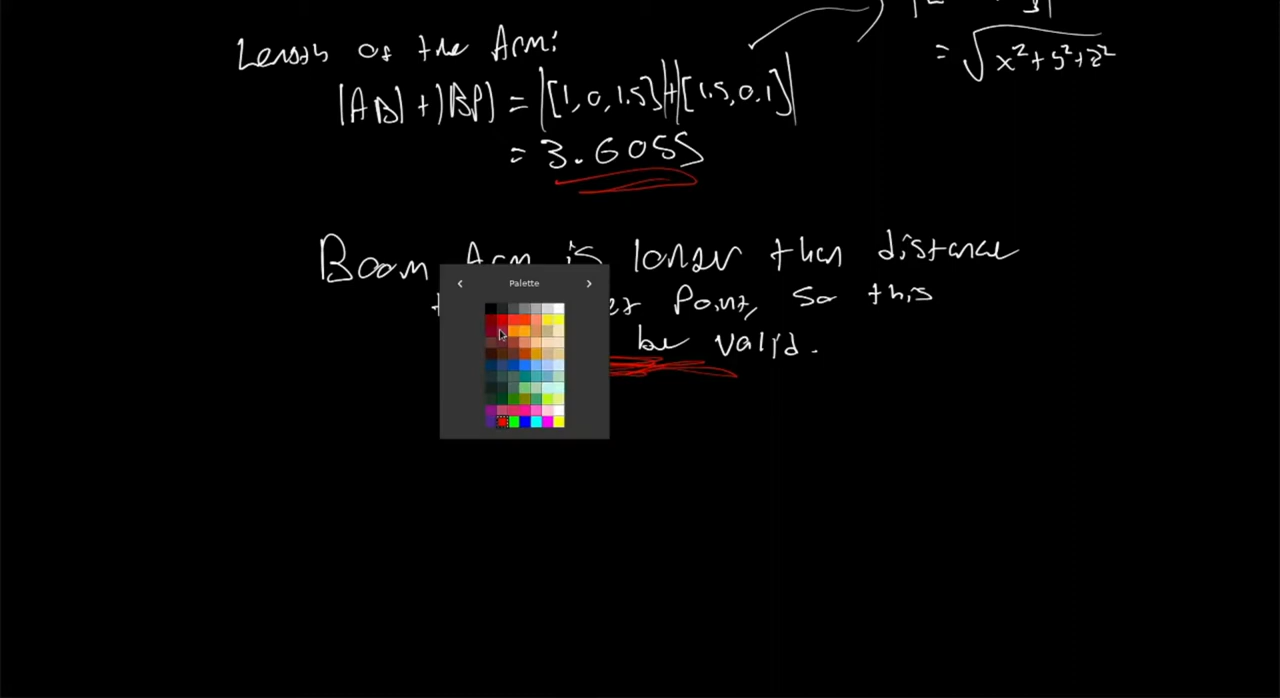 = √x²+y²+z²
Length of the Arm:
|AB| + |BP| = |[1, 0, 1.5]|+|[1.5, 0, 1]|
= 3.6055
Boom Arm is longer than distance
Point, So this
be valid.
Palette